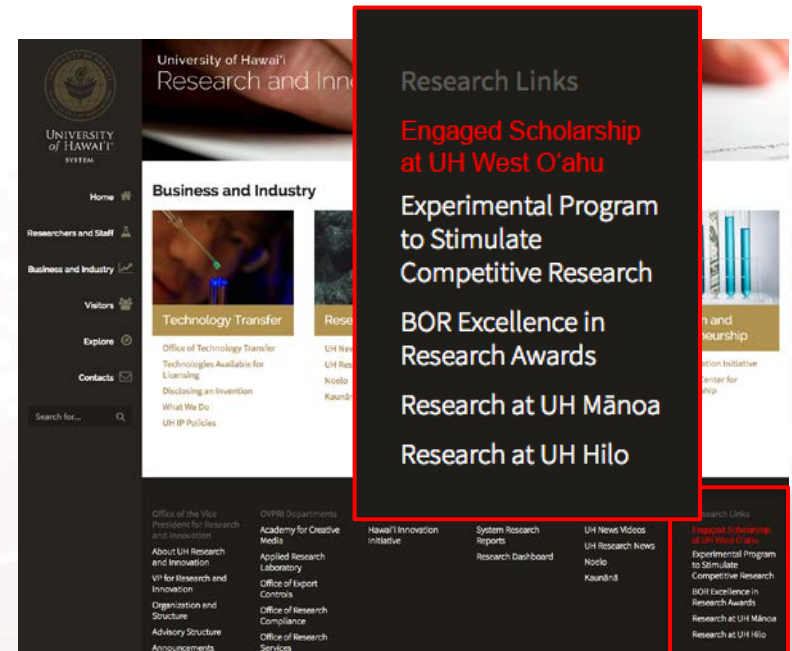 University of Hawai'i
Research and Inn
UNIVERSITY
of HAWAI'I
SYSTEM
Home
Researchers and Staff
Business and Industry
Visitors
Explore
Contacts
Search for...
Business and Industry
Technology Transfer
Office of Technology Transfer
Technologies Available for
Licensing
Disclosing an Invention
What We Do
UH IP Policies
Rese
UH New
UH Res
Noelo
Kaunā
n and
neurship
ation Initiative
Center for
ship
Research Links
Engaged Scholarship
at UH West O‘ahu
Experimental Program
to Stimulate
Competitive Research
BOR Excellence in
Research Awards
Research at UH Mānoa
Research at UH Hilo
Office of the Vice
President for Research
and Innovation
About UH Research
and Innovation
VP for Research and
Innovation
Organization and
Structure
Advisory Structure
Announcements
OVPRI Departments
Academy for Creative
Media
Applied Research
Laboratory
Office of Export
Controls
Office of Research
Compliance
Office of Research
Services
Hawai'i Innovation
Initiative
System Research
Reports
Research Dashboard
UH News Videos
UH Research News
Noelo
Kaunānā
Research Links
Engaged Scholarship
at UH West O‘ahu
Experimental Program
to Stimulate
Competitive Research
BOR Excellence in
Research Awards
Research at UH Mānoa
Research at UH Hilo